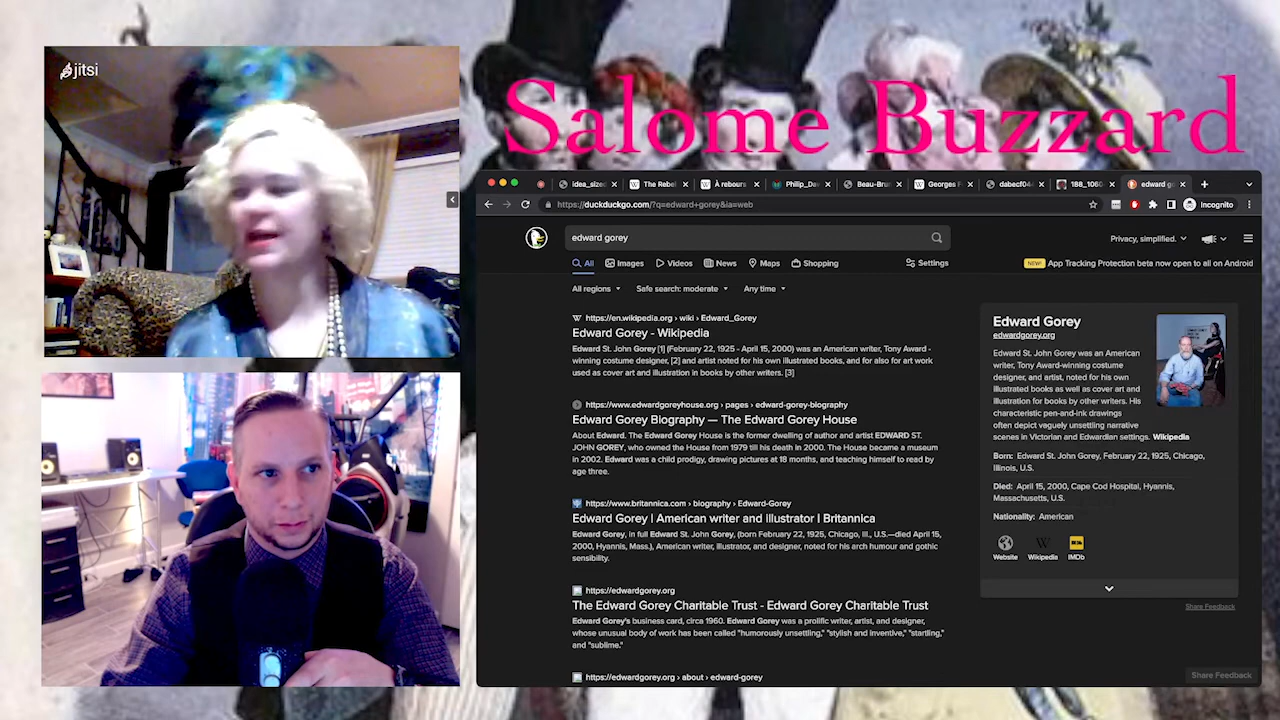 jitsi
Salome Buzzard
idea_size
The Rebel
À rebours
Philip_Da
Beau-Bru
Georges F
dabecf04
188_1060
edward g
https://duckduckgo.com/?q=edward+gorey&ia=web
Incognito
edward gorey
Privacy, simplified.
All
Images
Videos
News
Maps
Shopping
Settings
NEW!
App Tracking Protection beta now open to all on Android
All regions
Safe search: moderate
Any time
https://en.wikipedia.org › wiki › Edward_Gorey
Edward Gorey - Wikipedia
Edward St. John Gorey [1] (February 22, 1925 - April 15, 2000) was an American writer, Tony Award -
winning costume designer, [2] and artist noted for his own illustrated books, and for also for art work
used as cover art and illustration in books by other writers. [3]
https://www.edwardgoreyhouse.org › pages › edward-gorey-biography
Edward Gorey Biography — The Edward Gorey House
About Edward. The Edward Gorey House is the former dwelling of author and artist EDWARD ST.
JOHN GOREY, who owned the House from 1979 till his death in 2000. The House became a museum
in 2002. Edward was a child prodigy, drawing pictures at 18 months, and teaching himself to read by
age three.
https://www.britannica.com › biography › Edward-Gorey
Edward Gorey | American writer and illustrator | Britannica
Edward Gorey, in full Edward St. John Gorey, (born February 22, 1925, Chicago, Ill., U.S.—died April 15,
2000, Hyannis, Mass.), American writer, illustrator, and designer, noted for his arch humour and gothic
sensibility.
https://edwardgorey.org
The Edward Gorey Charitable Trust - Edward Gorey Charitable Trust
Edward Gorey's business card, circa 1960. Edward Gorey was a prolific writer, artist, and designer,
whose unusual body of work has been called "humorously unsettling," "stylish and inventive," "startling,"
and "sublime."
https://edwardgorey.org › about › edward-gorey
Edward Gorey
edwardgorey.org
Edward St. John Gorey was an American
writer, Tony Award-winning costume
designer, and artist, noted for his own
illustrated books as well as cover art and
illustration for books by other writers. His
characteristic pen-and-ink drawings
often depict vaguely unsettling narrative
scenes in Victorian and Edwardian settings. Wikipedia
Born: Edward St. John Gorey, February 22, 1925, Chicago,
Illinois, U.S.
Died: April 15, 2000, Cape Cod Hospital, Hyannis,
Massachusetts, U.S.
Nationality: American
Website
Wikipedia
IMDb
Share Feedback
Share Feedback